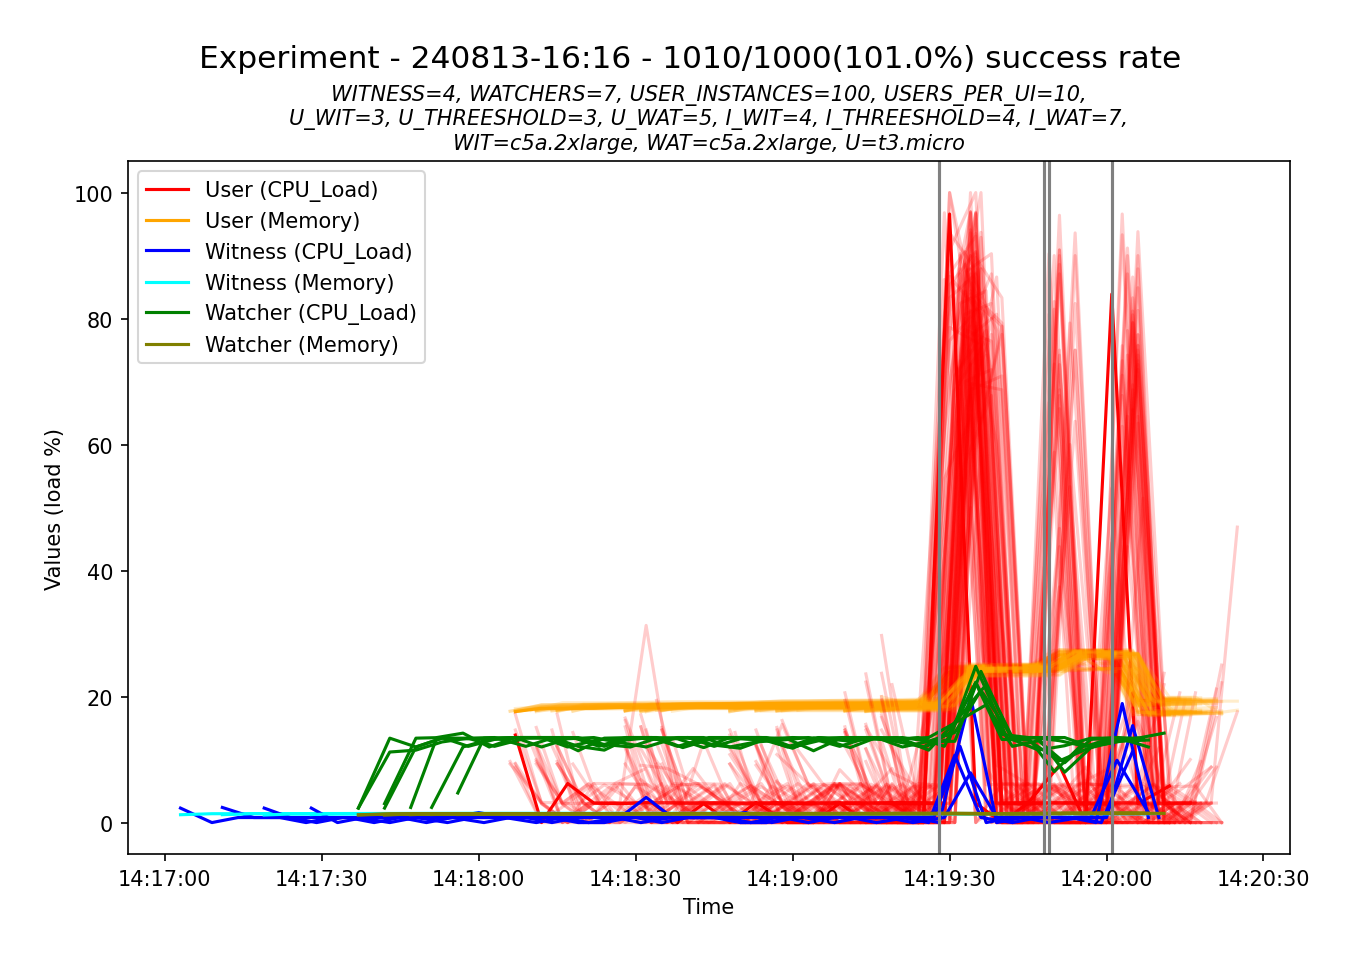 Experiment - 240813-16:16 - 1010/1000(101.0%) success rate
WITNESS=4, WATCHERS=7, USER_INSTANCES=100, USERS_PER_UI=10,
U_WIT=3, U_THREESHOLD=3, U_WAT=5, I_WIT=4, I_THREESHOLD=4, I_WAT=7,
WIT=c5a.2xlarge, WAT=c5a.2xlarge, U=t3.micro
User (CPU_Load)
User (Memory)
Witness (CPU_Load)
Witness (Memory)
Watcher (CPU_Load)
Watcher (Memory)
100
80
60
40
20
0
Values (load %)
14:17:00 14:17:30 14:18:00 14:18:30 14:19:00 14:19:30 14:20:00 14:20:30
Time